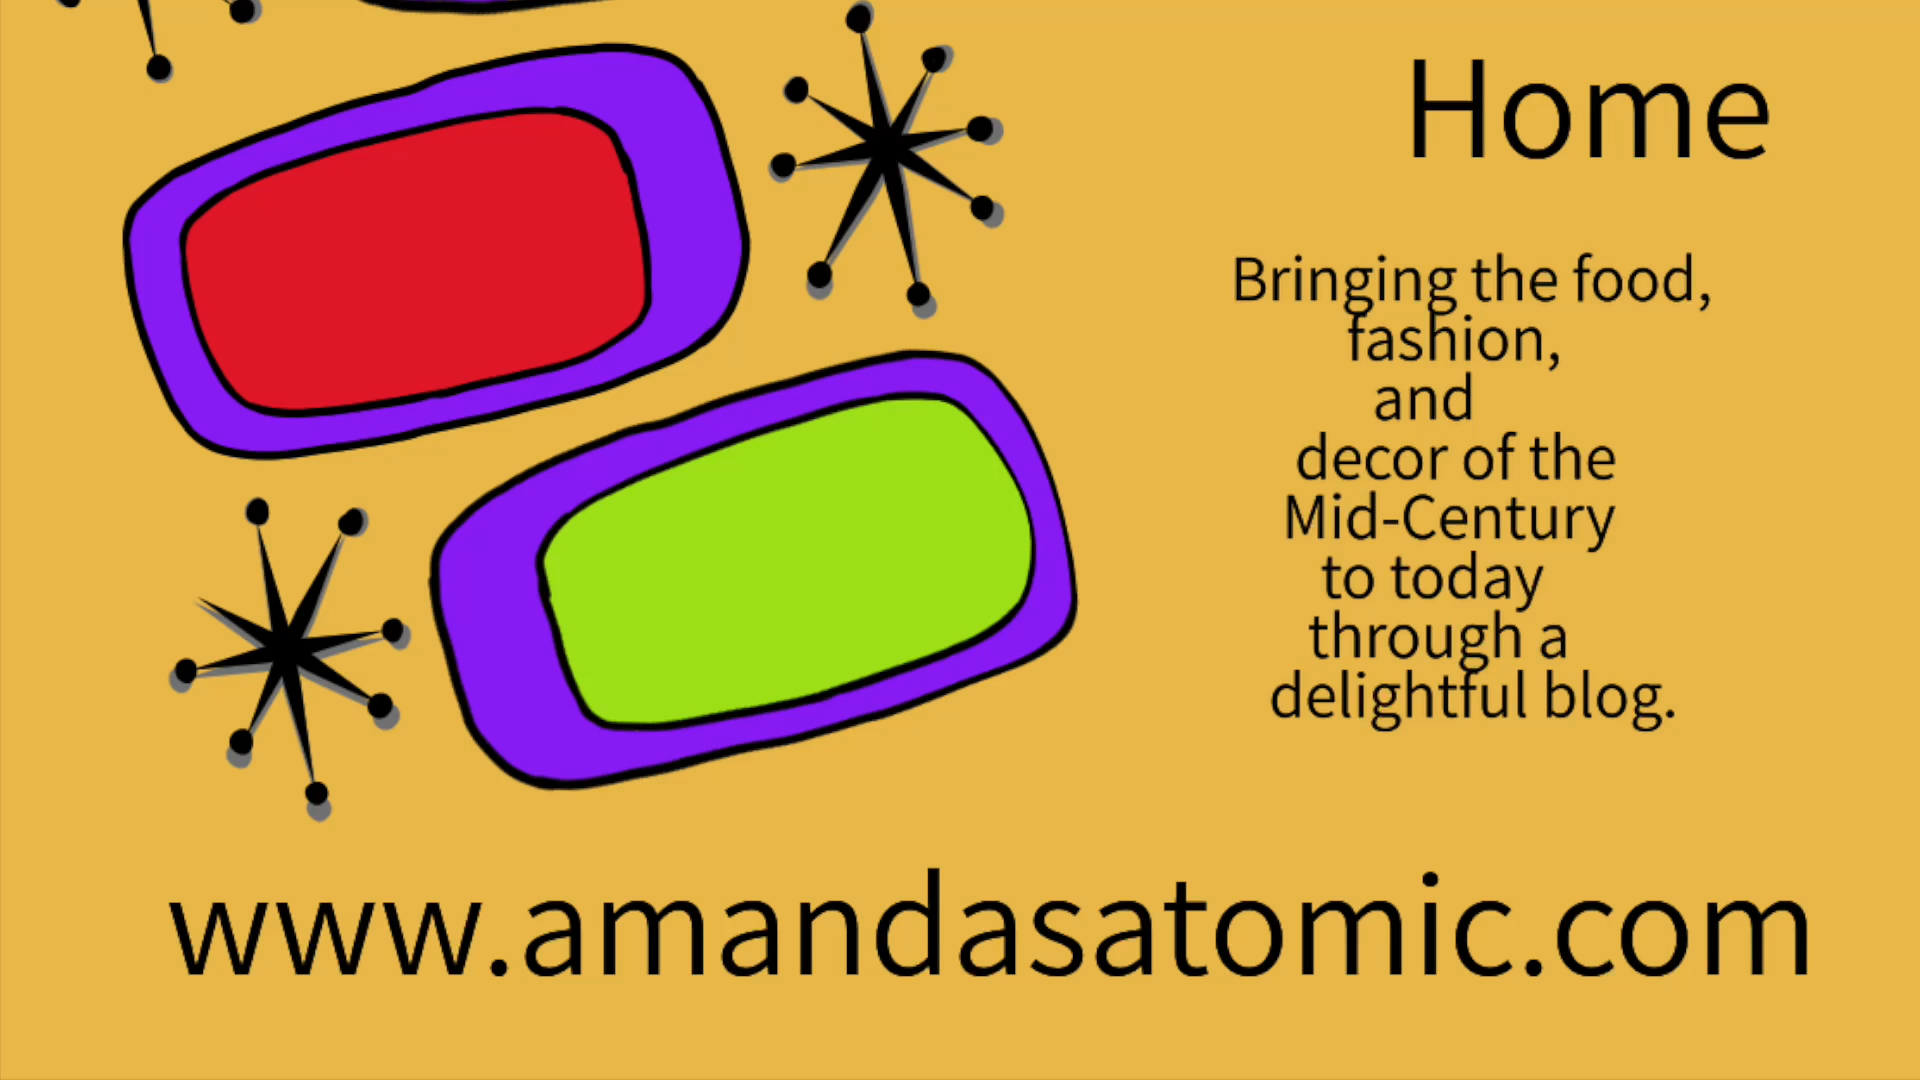 Home
Bringing the food,
fashion,
and
decor of the
Mid-Century
to today
through a
delightful blog.
www.amandasatomic.com